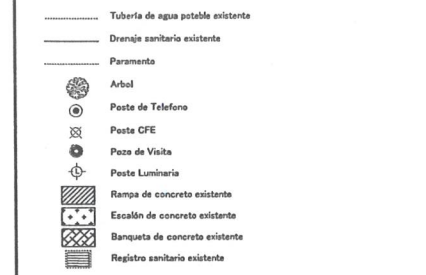 Tubería de agua potable existente
Drenaje sanitario existente
Paramento
Arbol
Poste de Telefono
Poste CFE
Pozo de Visita
Poste Luminaria
Rampa de concreto existente
Escalón de concreto existente
Banqueta de concreto existente
Registro sanitario existente